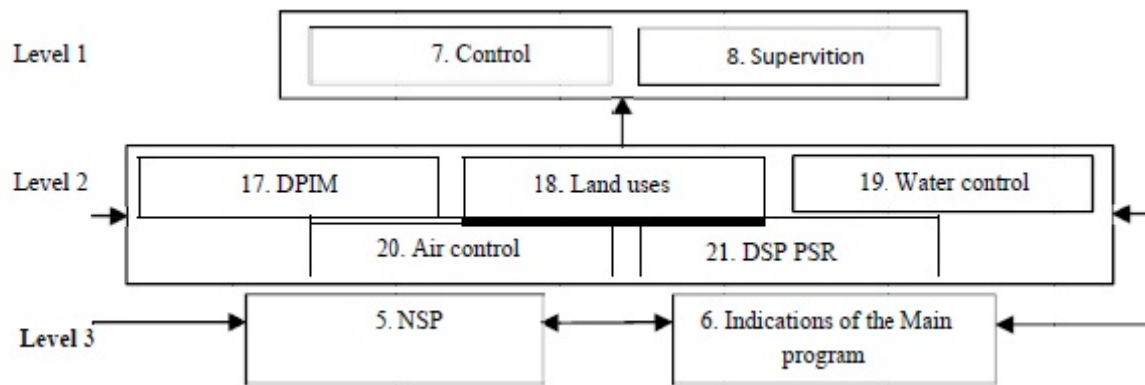 Level 1
7. Control
8. Supervition
Level 2
17. DPIM
18. Land uses
19. Water control
20. Air control
21. DSP PSR
Level 3
5. NSP
6. Indications of the Main
program